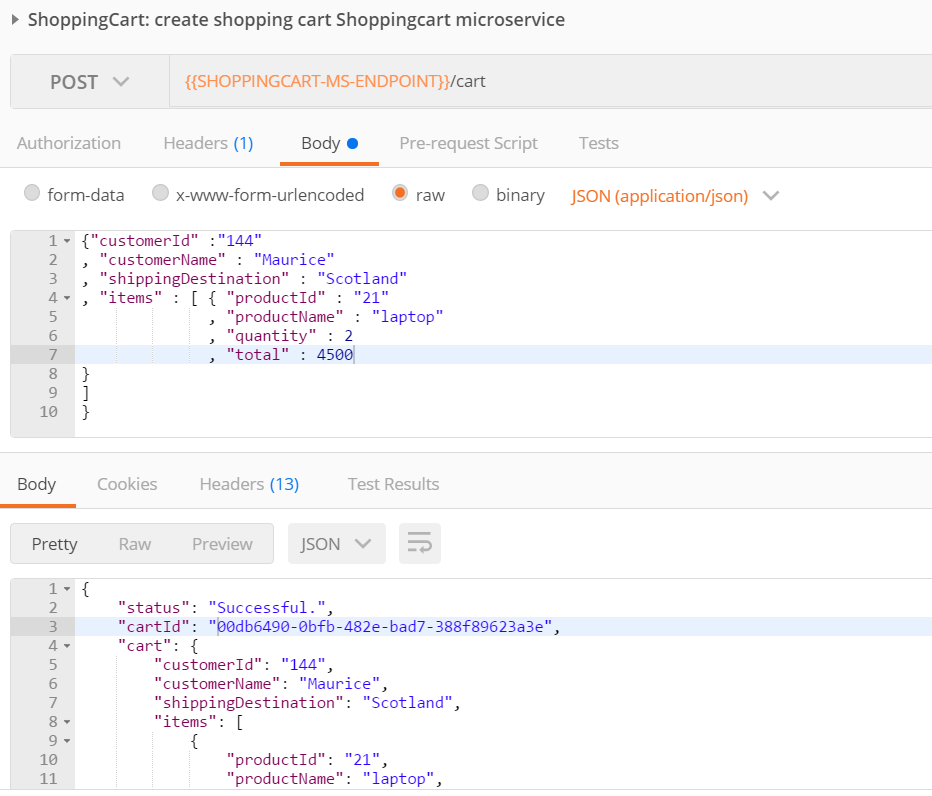 ShoppingCart: create shopping cart Shoppingcart microservice
POST {{SHOPPINGCART-MS-ENDPOINT}}/cart
Authorization Headers (1) Body Pre-request Script Tests
form-data x-www-form-urlencoded raw binary JSON (application/json)
1 {"customerId" :"144"
2 , "customerName" : "Maurice"
3 , "shippingDestination" : "Scotland"
4 , "items" : [ { "productId" : "21"
5 , "productName" : "laptop"
6 , "quantity" : 2
7 , "total" : 4500
8 }
9 ]
10 }
Body Cookies Headers (13) Test Results
Pretty Raw Preview JSON
1 {
2 "status": "Successful.",
3 "cartId": "00db6490-0bfb-482e-bad7-388f89623a3e",
4 "cart": {
5 "customerId": "144",
6 "customerName": "Maurice",
7 "shippingDestination": "Scotland",
8 "items": [
9 {
10 "productId": "21",
11 "productName": "laptop",